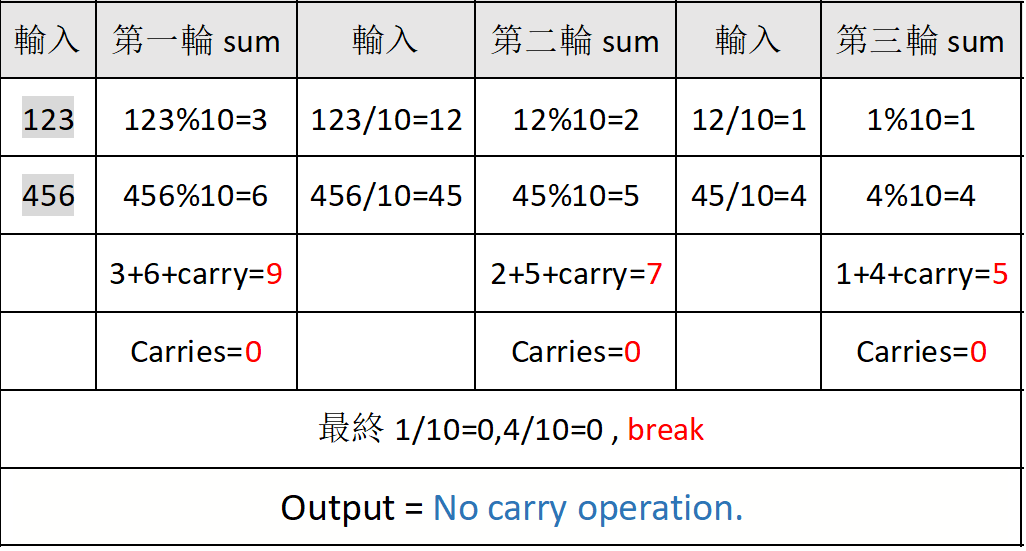 輸入 第一輪 sum 輸入 第二輪 sum 輸入 第三輪 sum
123 123%10=3 123/10=12 12%10=2 12/10=1 1%10=1
456 456%10=6 456/10=45 45%10=5 45/10=4 4%10=4
3+6+carry=9 2+5+carry=7 1+4+carry=5
Carries=0 Carries=0 Carries=0
最終 1/10=0,4/10=0 , break
Output = No carry operation.